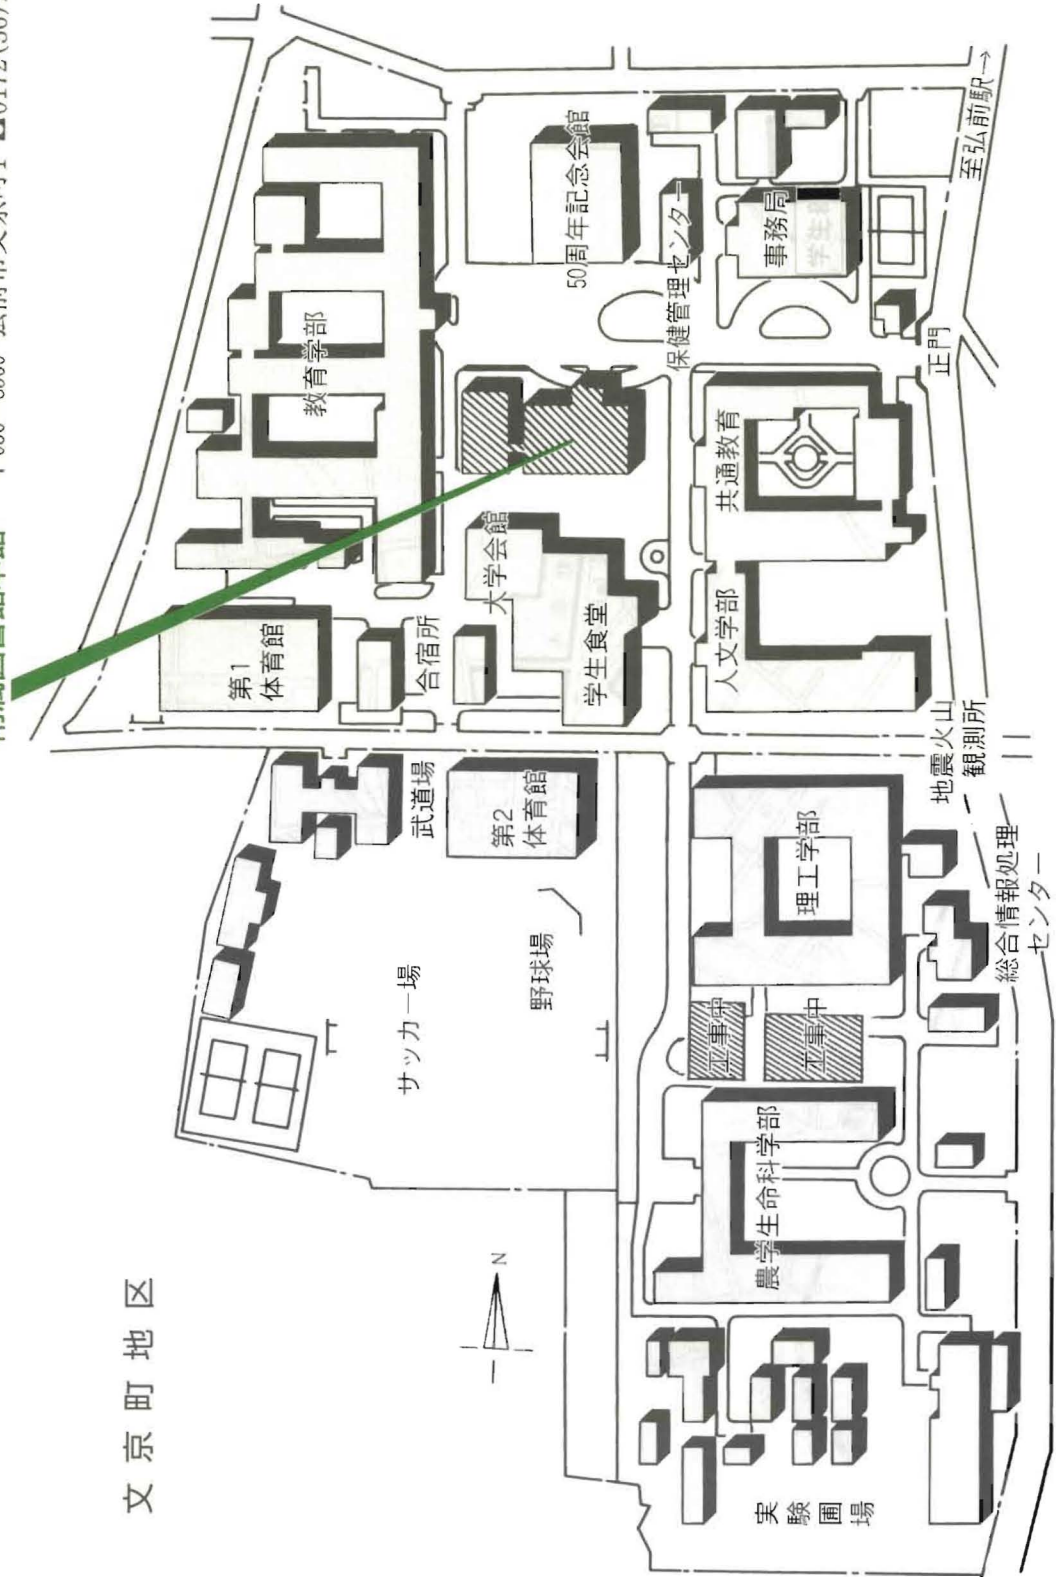 文京町地区
N
教育学部
50周年記念会館
保健管理センター
事務局
至弘前駅→
正門
共通教育
人文学部
大学会館
学生食堂
合宿所
第1
体育館
武道場
第2
体育館
野球場
サッカー場
地震火山
観測所
総合情報処理
センター
理工学部
工事中
工事中
農学生命科学部
実験圃場